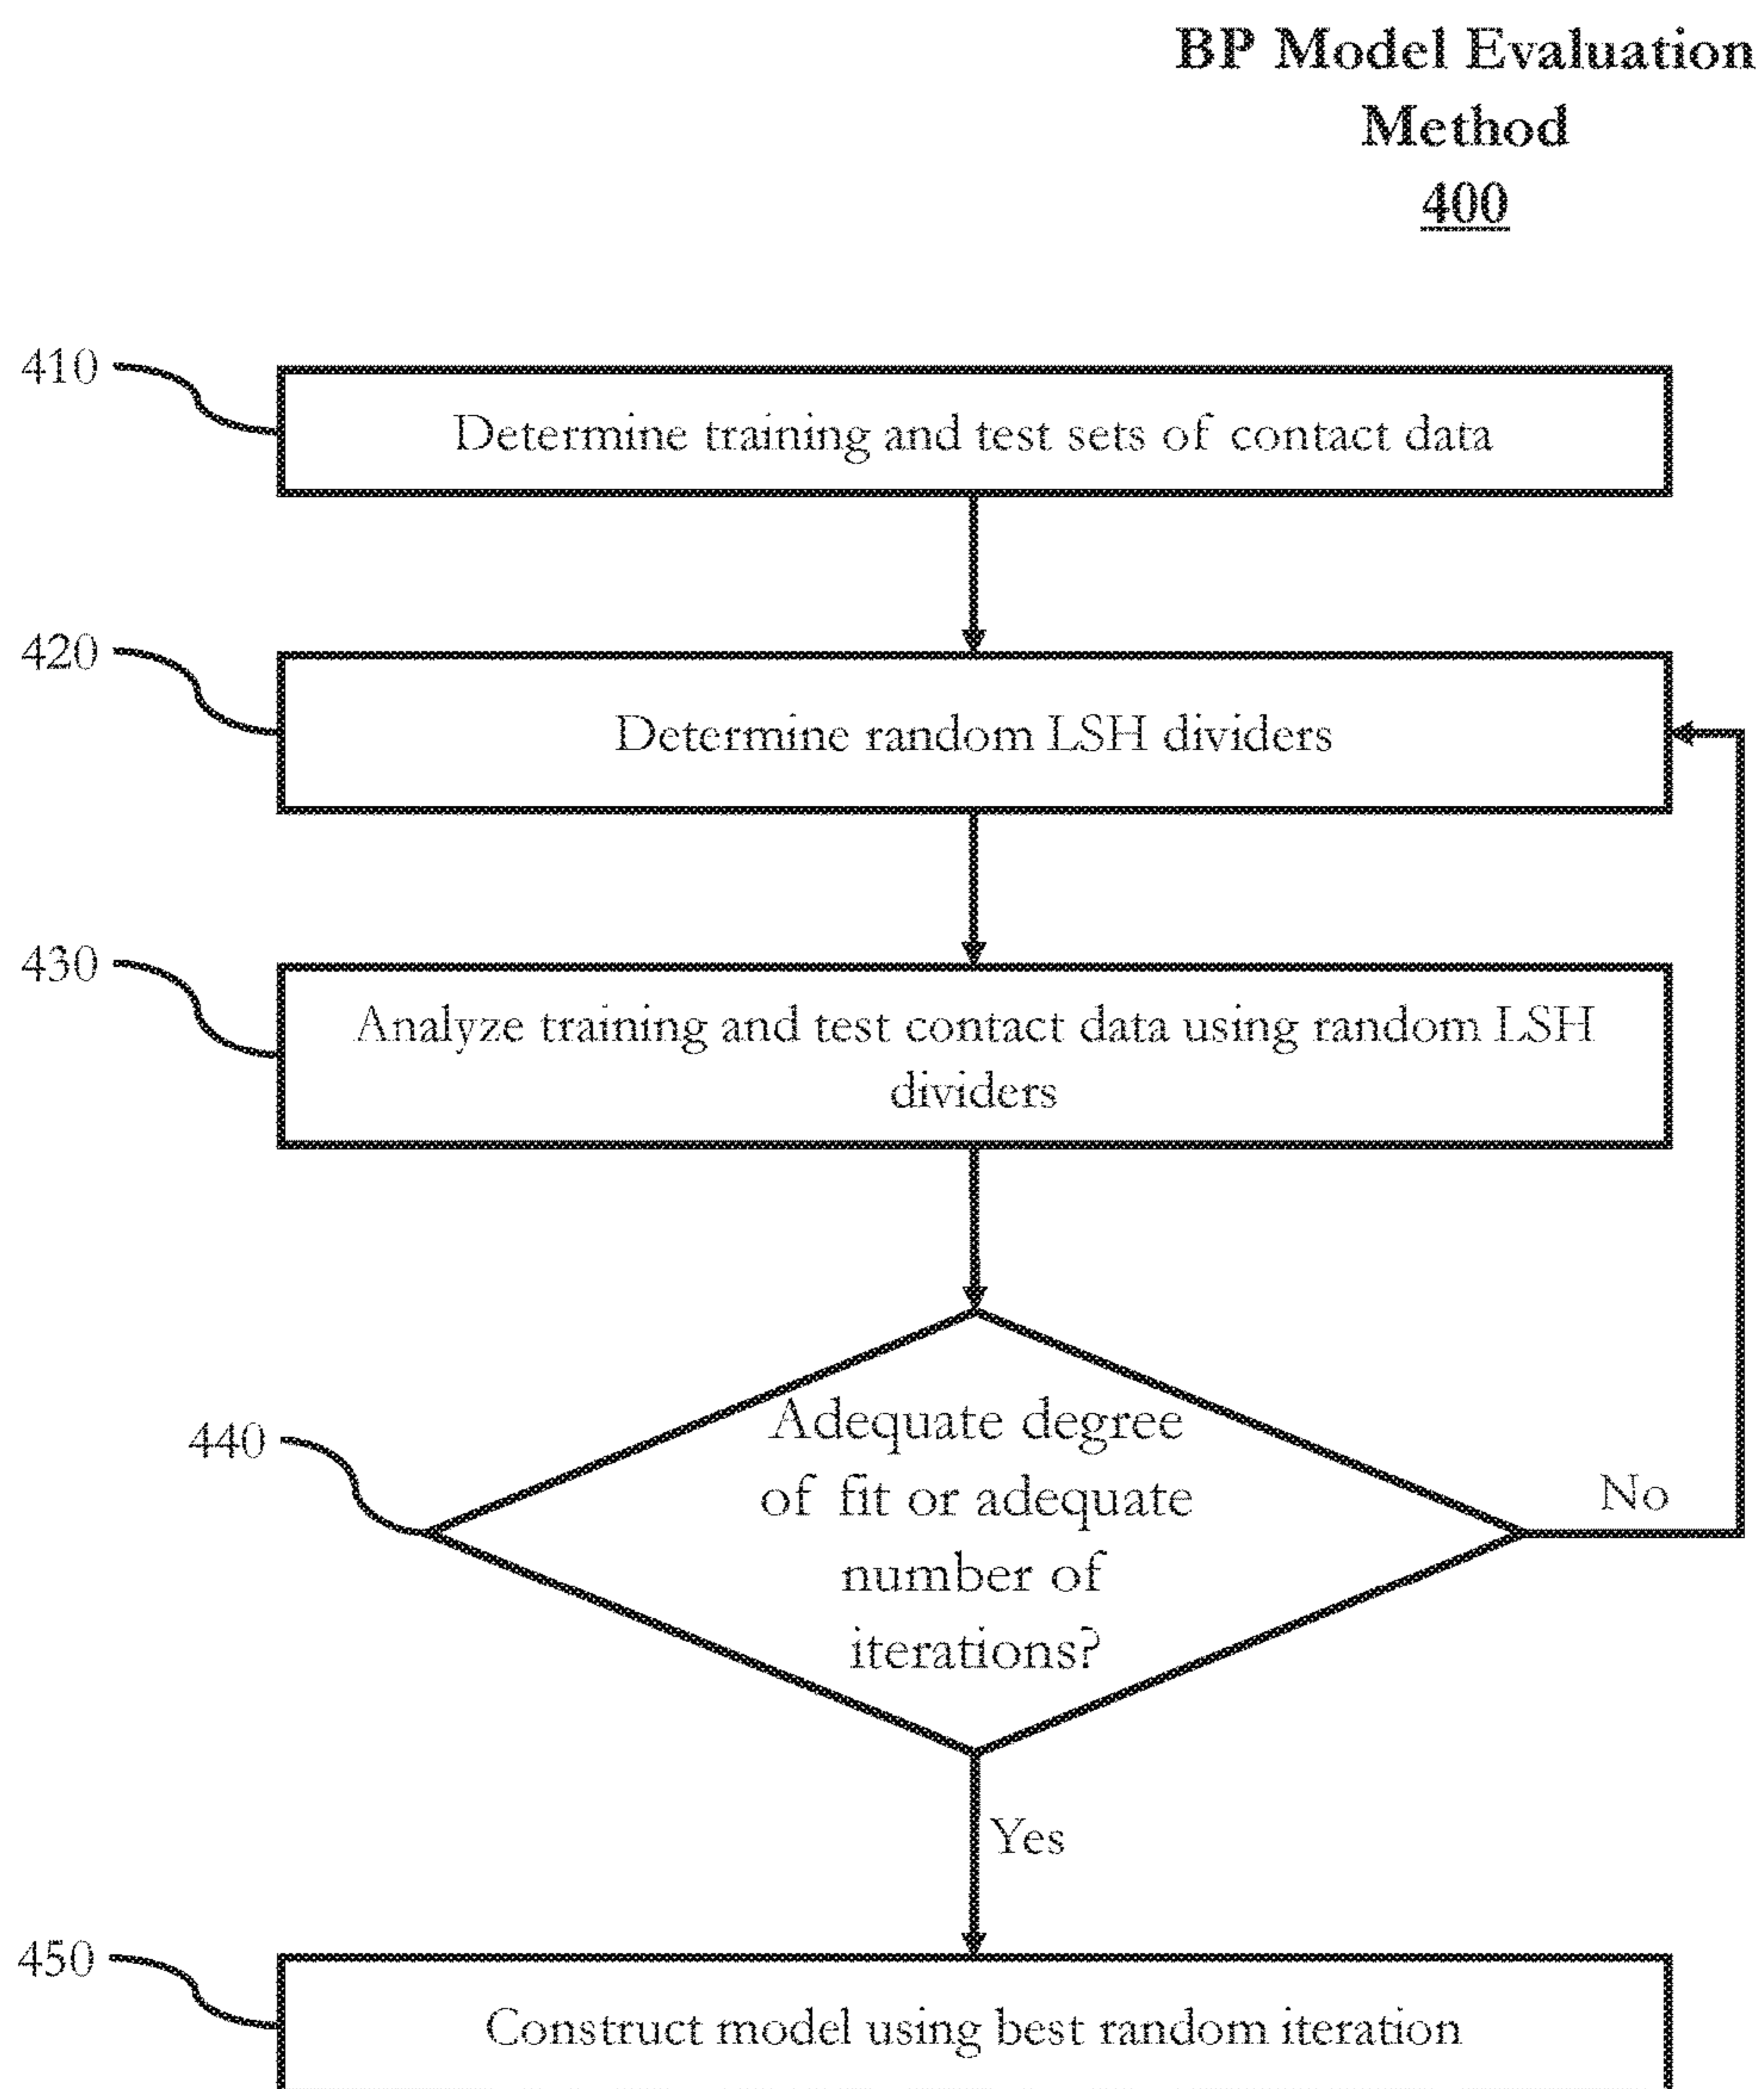 BP Model Evaluation
Method
400
410
Determine training and test sets of contact data
420
Determine random LSH dividers
430
Analyze training and test contact data using random LSH
dividers
440
Adequate degree
of fit or adequate
number of
iterations?
No
Yes
450
Construct model using best random iteration